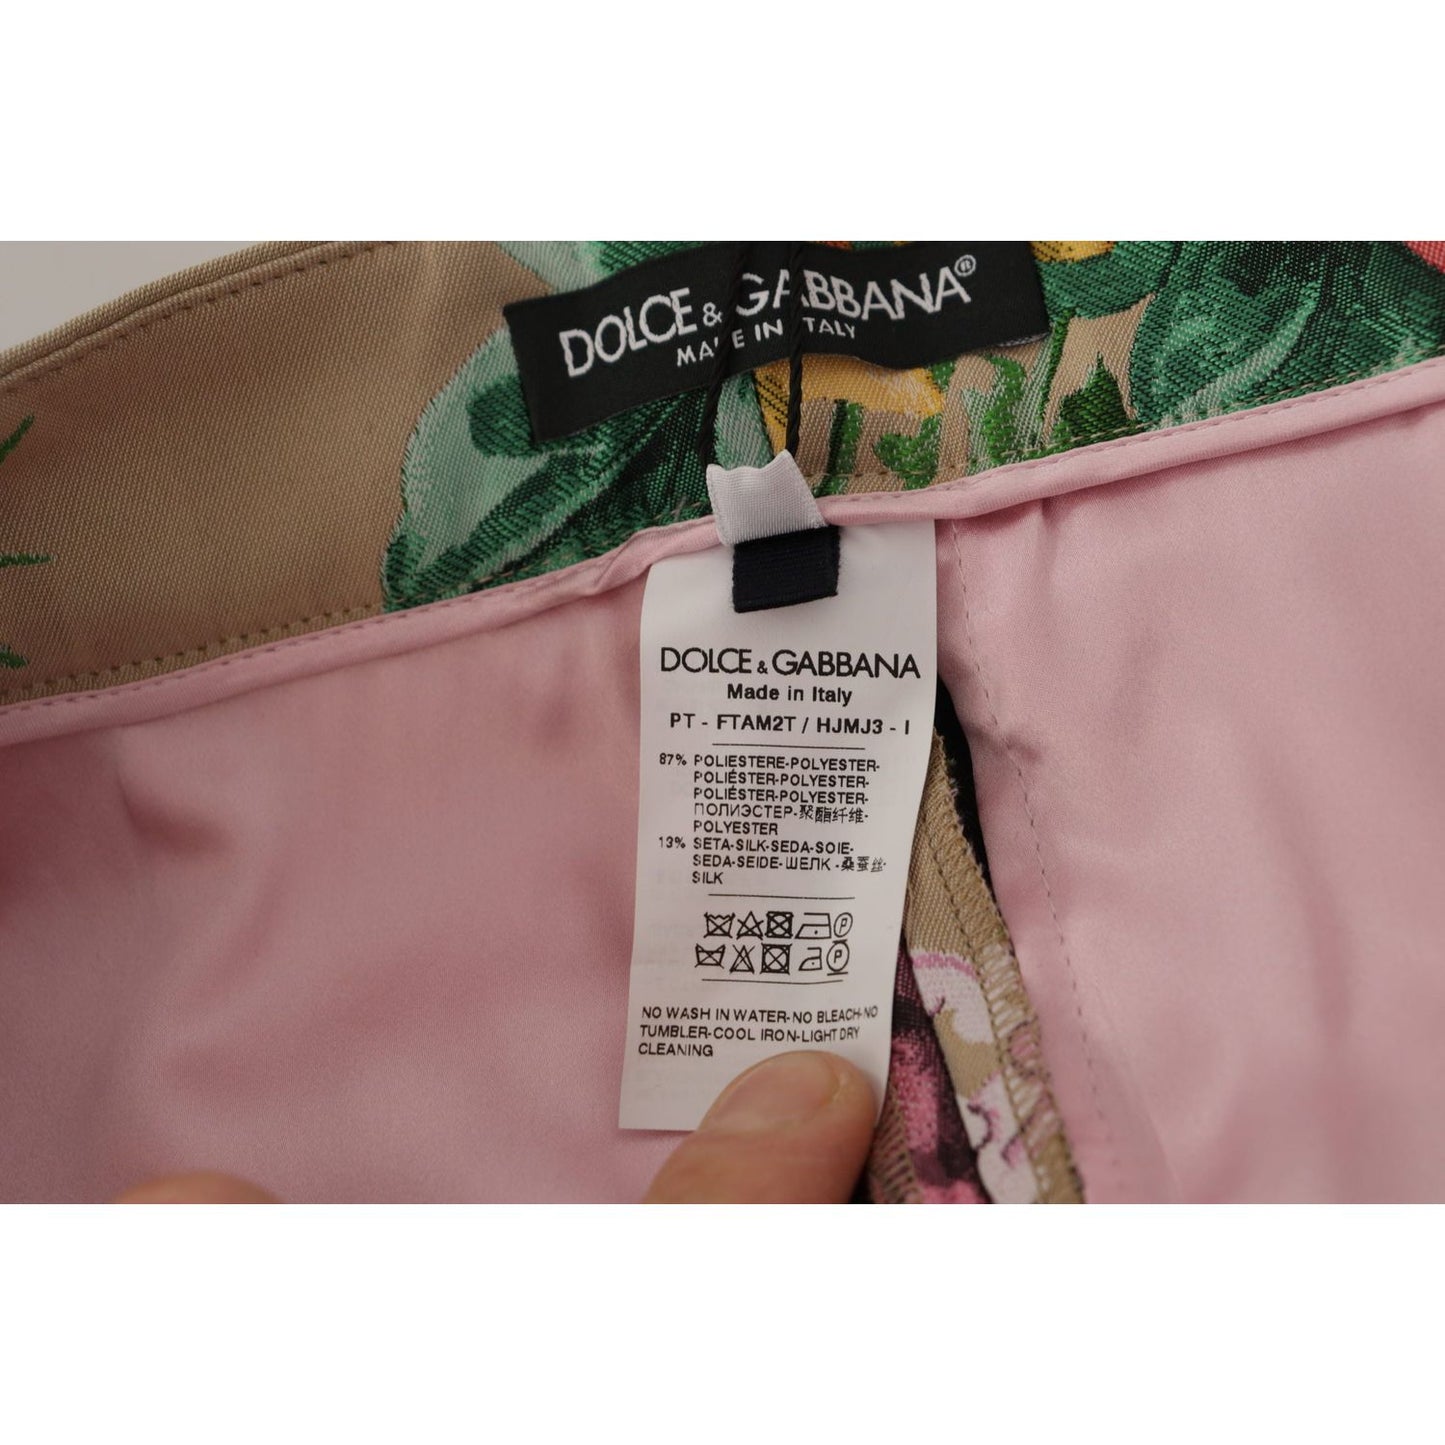 DOLCE & GABBANA®
MADE IN ITALY
DOLCE & GABBANA
Made in Italy
PT - FTAM2T / HJMJ3 - I
87% POLIESTERE-POLYESTER-
POLIÉSTER-POLYESTER-
POLIÉSTER-POLYESTER-
ПОЛИЭСТЕР-聚酯纤维-
POLYESTER
13% SETA-SILK-SEDA-SOIE-
SEDA-SEIDE-ШЕЛК -桑蚕丝-
SILK
P
P
NO WASH IN WATER-NO BLEACH-NO
TUMBLER-COOL IRON-LIGHT DRY
CLEANING